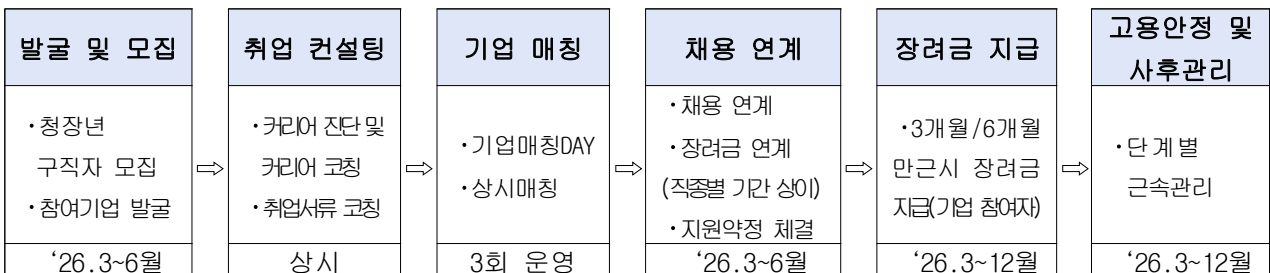 발굴 및 모집
·청장년
구직자 모집
·참여기업 발굴
‘26.3~6월
⇨
취업 컨설팅
·커리어 진단 및
커리어 코칭
·취업서류 코칭
상시
⇨
기업 매칭
·기업매칭DAY
·상시매칭
3회 운영
⇨
채용 연계
·채용 연계
·장려금 연계
(직종별 기간 상이)
·지원약정 체결
‘26.3~6월
⇨
장려금 지급
·3개월/6개월
만근시 장려금
지급(기업 참여자)
‘26.3~12월
⇨
고용안정 및
사후관리
·단계별
근속관리
‘26.3~12월